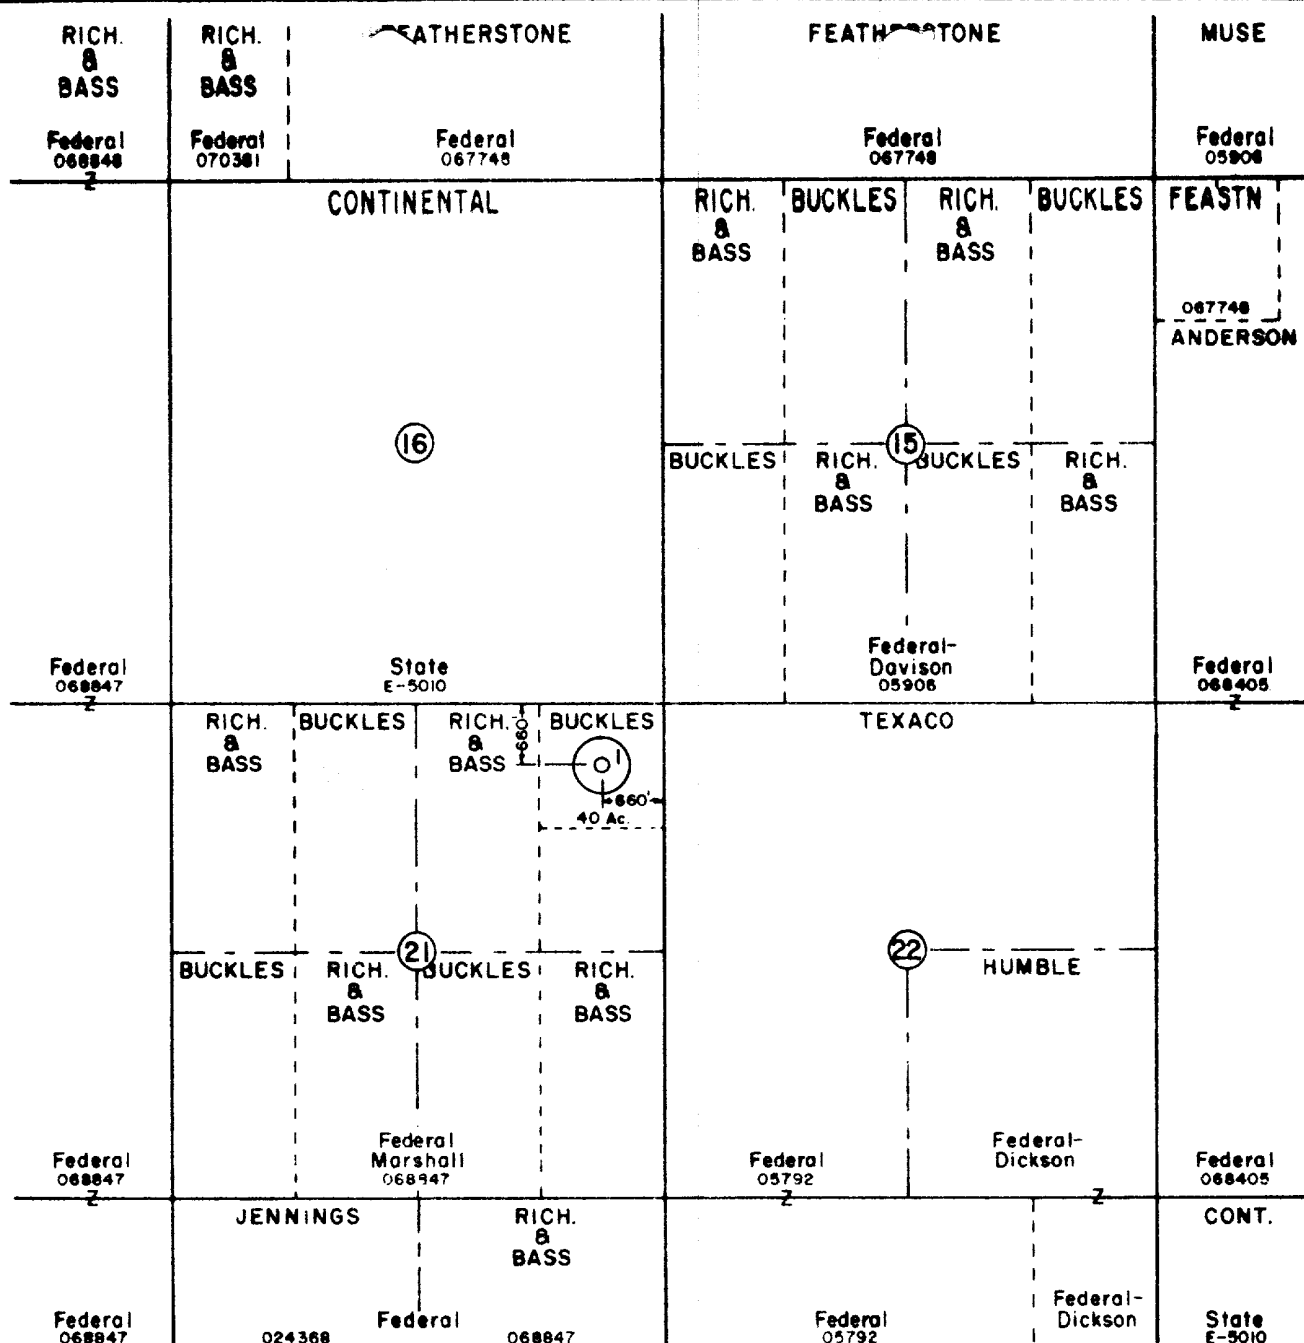 RICH.
&
BASS
Federal
068848
RICH.
&
BASS
Federal
070381
FEATHERSTONE
Federal
067748
FEATHERSTONE
Federal
067748
MUSE
Federal
05906
CONTINENTAL
16
State
E-5010
RICH.
&
BASS
BUCKLES
RICH.
&
BASS
BUCKLES
FEASTN
067748
ANDERSON
15
BUCKLES
RICH.
&
BASS
BUCKLES
RICH.
&
BASS
Federal-
Davison
05906
Federal
068847
Federal
068405
RICH.
&
BASS
BUCKLES
RICH.
&
BASS
660'
BUCKLES
1
660'
40 Ac.
TEXACO
21
BUCKLES
RICH.
&
BASS
BUCKLES
RICH.
&
BASS
22
HUMBLE
Federal
068847
Federal
Marshall
068847
Federal
05792
Federal-
Dickson
Federal
068405
JENNINGS
RICH.
&
BASS
CONT.
Federal
068847
024368
Federal
068847
Federal
05792
Federal-
Dickson
State
E-5010